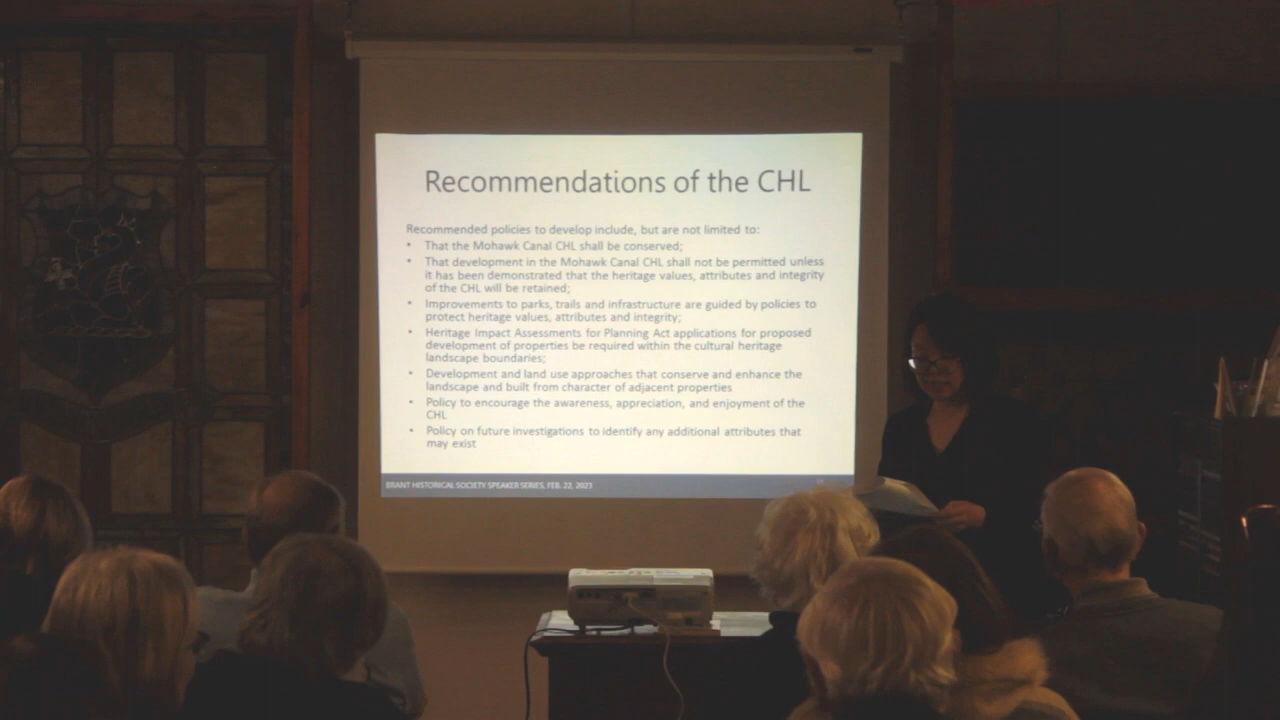 Recommendations of the CHL
Recommended policies to develop include, but are not limited to:
• That the Mohawk Canal CHL shall be conserved;
• That development in the Mohawk Canal CHL shall not be permitted unless
it has been demonstrated that the heritage values, attributes and integrity
of the CHL will be retained;
• Improvements to parks, trails and infrastructure are guided by policies to
protect heritage values, attributes and integrity;
• Heritage Impact Assessments for Planning Act applications for proposed
development of properties be required within the cultural heritage
landscape boundaries;
• Development and land use approaches that conserve and enhance the
landscape and built from character of adjacent properties
• Policy to encourage the awareness, appreciation, and enjoyment of the
CHL
• Policy on future investigations to identify any additional attributes that
may exist
BRANT HISTORICAL SOCIETY SPEAKER SERIES, FEB. 22, 2023